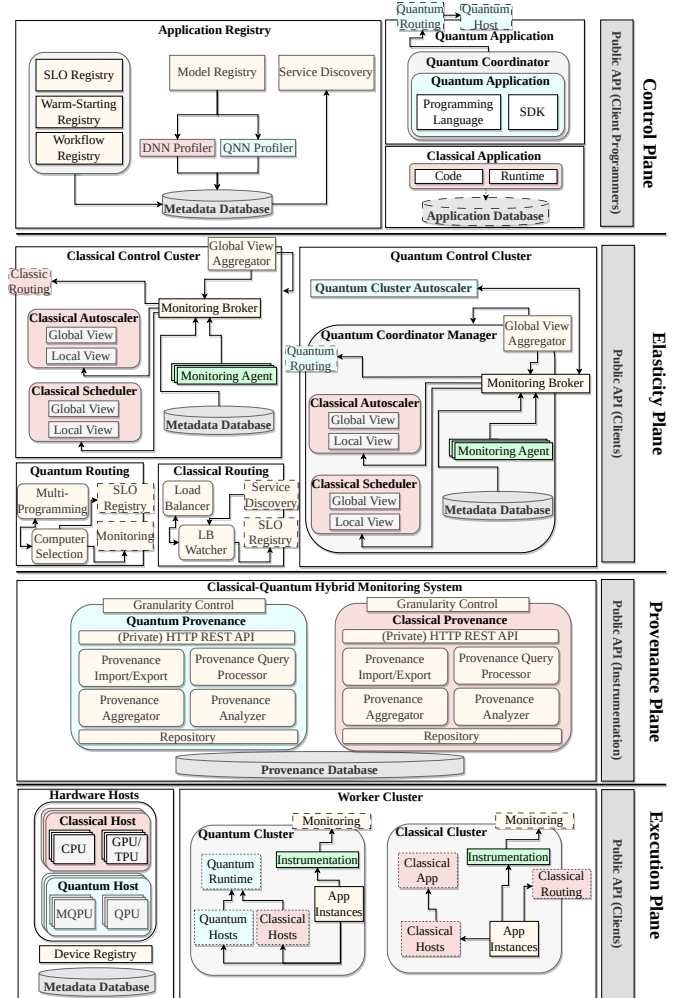 Application Registry
SLO Registry
Warm-Starting
Registry
Workflow
Registry
Model Registry
Service Discovery
DNN Profiler
QNN Profiler
Metadata Database
Quantum
Routing
Quantum
Host
Quantum Application
Quantum Coordinator
Quantum Application
Programming
Language
SDK
Classical Application
Code
Runtime
Application Database
Public API (Client Programmers)
Control Plane
Classical Control Cluster
Global View
Aggregator
Classic
Routing
Monitoring Broker
Classical Autoscaler
Global View
Local View
Monitoring Agent
Classical Scheduler
Global View
Local View
Metadata Database
Quantum Control Cluster
Quantum Cluster Autoscaler
Quantum Coordinator Manager
Global View
Aggregator
Quantum
Routing
Monitoring Broker
Classical Autoscaler
Global View
Local View
Monitoring Agent
Classical Scheduler
Global View
Local View
Metadata Database
Quantum Routing
Multi-
Programming
SLO
Registry
Computer
Selection
Monitoring
Classical Routing
Load
Balancer
Service
Discovery
LB
Watcher
SLO
Registry
Public API (Clients)
Elasticity Plane
Classical-Quantum Hybrid Monitoring System
Granularity Control
Quantum Provenance
(Private) HTTP REST API
Provenance
Import/Export
Provenance Query
Processor
Provenance
Aggregator
Provenance
Analyzer
Repository
Granularity Control
Classical Provenance
(Private) HTTP REST API
Provenance
Import/Export
Provenance Query
Processor
Provenance
Aggregator
Provenance
Analyzer
Repository
Provenance Database
Public API (Instrumentation)
Provenance Plane
Hardware Hosts
Classical Host
CPU
GPU/
TPU
Quantum Host
MQPU
QPU
Device Registry
Metadata Database
Worker Cluster
Monitoring
Quantum Cluster
Instrumentation
Quantum
Runtime
App
Instances
Quantum
Hosts
Classical
Hosts
Monitoring
Classical Cluster
Instrumentation
Classical
App
Classical
Routing
Classical
Hosts
App
Instances
Public API (Clients)
Execution Plane